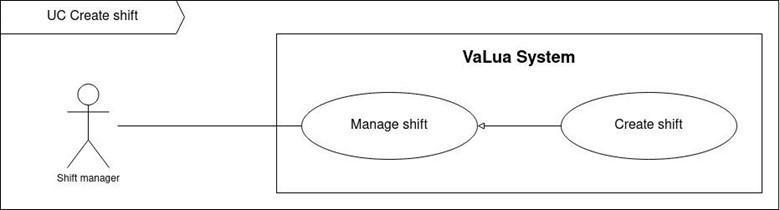 UC Create shift
VaLua System
Manage shift
Create shift
Shift manager